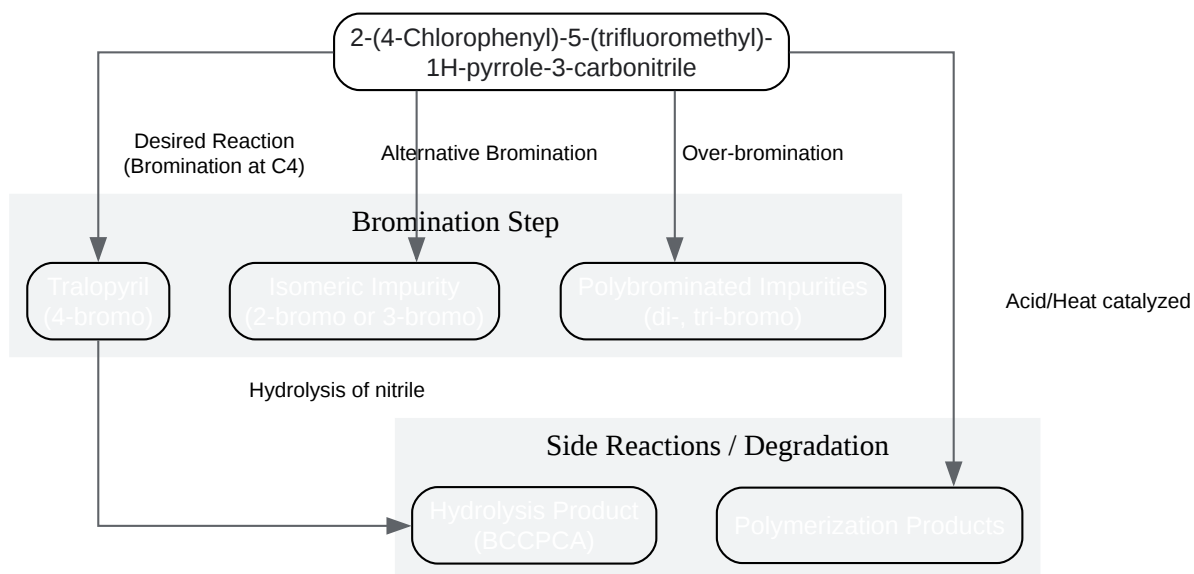 2-(4-Chlorophenyl)-5-(trifluoromethyl)-
1H-pyrrole-3-carbonitrile
Desired Reaction
(Bromination at C4)
Alternative Bromination
Over-bromination
Bromination Step
Tralopyril
(4-bromo)
Isomeric Impurity
(2-bromo or 3-bromo)
Polybrominated Impurities
(di-, tri-bromo)
Acid/Heat catalyzed
Hydrolysis of nitrile
Side Reactions / Degradation
Hydrolysis Product
(BCCPCA)
Polymerization Products